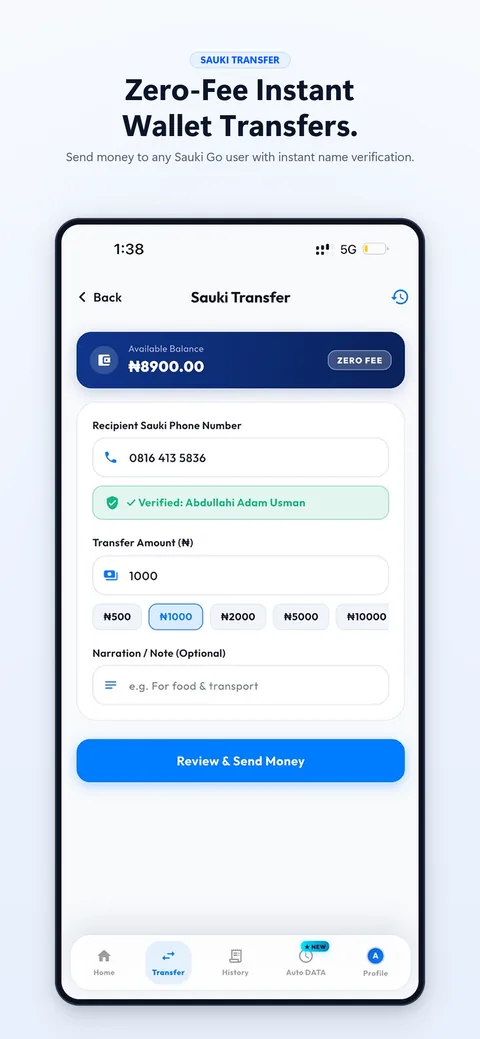 SAUKI TRANSFER
Zero-Fee Instant
Wallet Transfers.
Send money to any Sauki Go user with instant name verification.
1:38
5G
Back
Sauki Transfer
Available Balance
₦8900.00
ZERO FEE
Recipient Sauki Phone Number
0816 413 5836
✓ Verified: Abdullahi Adam Usman
Transfer Amount (₦)
1000
₦500 ₦1000 ₦2000 ₦5000 ₦10000
Narration / Note (Optional)
e.g. For food & transport
Review & Send Money
★ NEW
A
Home Transfer History Auto DATA Profile